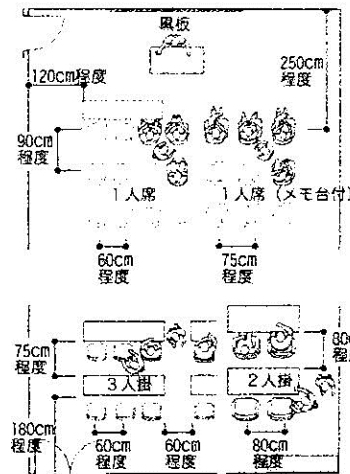 黒板
250cm
程度
120cm程度
90cm
程度
1人席
1人席(メモ台付)
60cm
程度
75cm
程度
75cm
程度
80c
程度
3人掛
2人掛
180cm
程度
60cm
程度
60cm
程度
80cm
程度